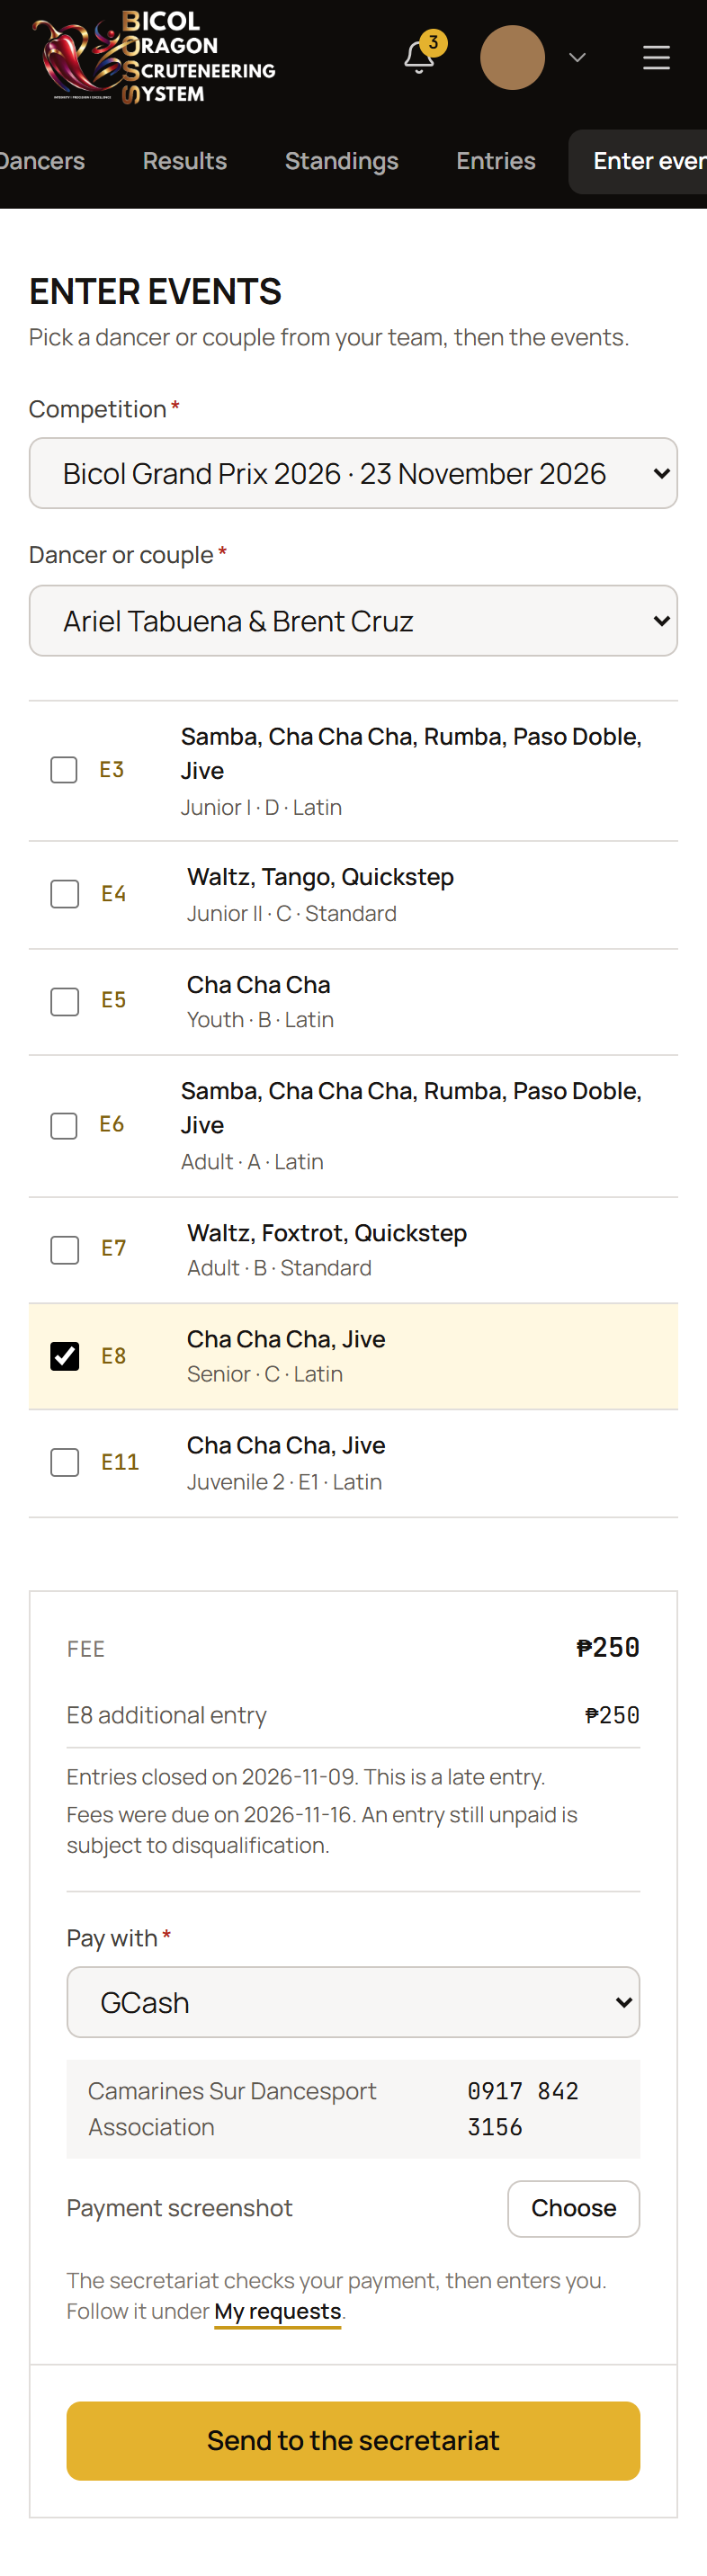 BICOL
DRAGON
SCRUTENEERING
SYSTEM
3
Dancers Results Standings Entries Enter even
ENTER EVENTS
Pick a dancer or couple from your team, then the events.
Competition *
Bicol Grand Prix 2026 · 23 November 2026
Dancer or couple *
Ariel Tabuena & Brent Cruz
E3 Samba, Cha Cha Cha, Rumba, Paso Doble,
Jive
Junior I · D · Latin
E4 Waltz, Tango, Quickstep
Junior II · C · Standard
E5 Cha Cha Cha
Youth · B · Latin
E6 Samba, Cha Cha Cha, Rumba, Paso Doble,
Jive
Adult · A · Latin
E7 Waltz, Foxtrot, Quickstep
Adult · B · Standard
E8 Cha Cha Cha, Jive
Senior · C · Latin
E11 Cha Cha Cha, Jive
Juvenile 2 · E1 · Latin
FEE ₱250
E8 additional entry ₱250
Entries closed on 2026-11-09. This is a late entry.
Fees were due on 2026-11-16. An entry still unpaid is
subject to disqualification.
Pay with *
GCash
Camarines Sur Dancesport 0917 842
Association 3156
Payment screenshot Choose
The secretariat checks your payment, then enters you.
Follow it under My requests.
Send to the secretariat